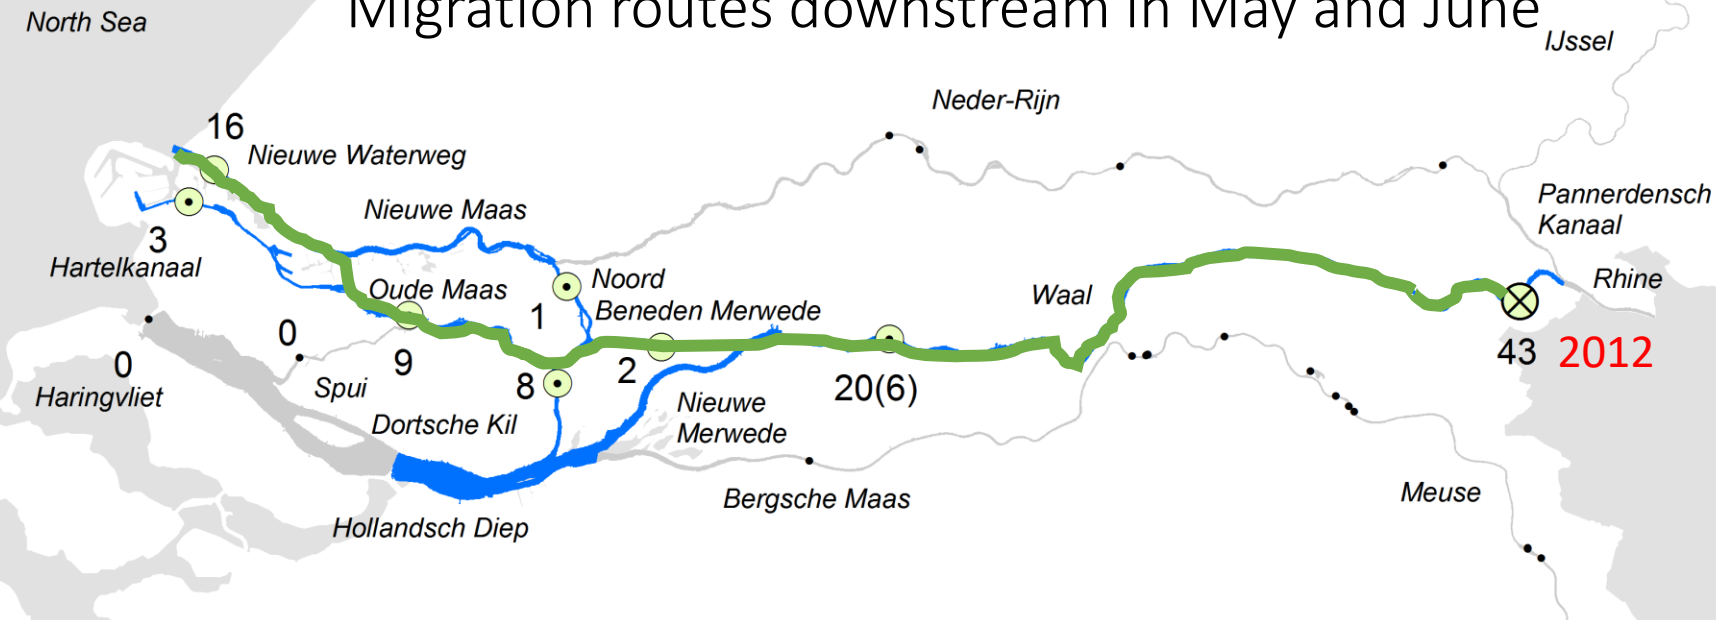 Migration routes downstream in May and June
North Sea
IJssel
Neder-Rijn
16
Nieuwe Waterweg
Pannerdensch
Kanaal
Nieuwe Maas
3
Hartelkanaal
Noord
Rhine
Oude Maas
Waal
1
Beneden Merwede
0
43
2012
0
9
8
2
20(6)
Haringvliet
Spui
Dortsche Kil
Nieuwe
Merwede
Bergsche Maas
Meuse
Hollandsch Diep